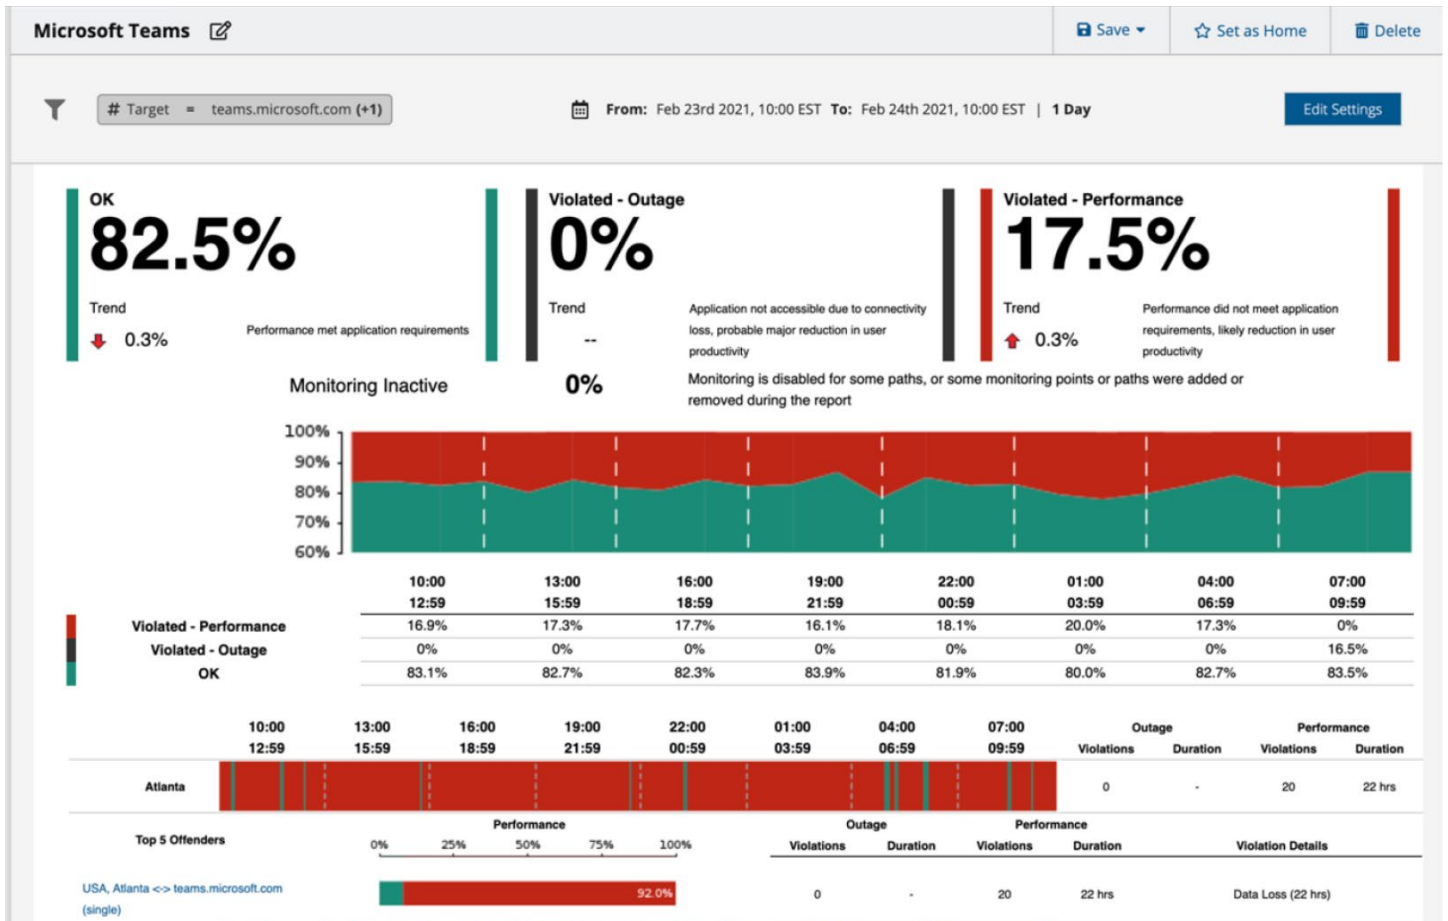 Microsoft Teams
Save
Set as Home
Delete
# Target = teams.microsoft.com (+1)
From: Feb 23rd 2021, 10:00 EST To: Feb 24th 2021, 10:00 EST | 1 Day
Edit Settings
OK
82.5%
Trend
0.3%
Performance met application requirements
Violated - Outage
0%
Trend
--
Application not accessible due to connectivity
loss, probable major reduction in user
productivity
Violated - Performance
17.5%
Trend
0.3%
Performance did not meet application
requirements, likely reduction in user
productivity
Monitoring Inactive 0% Monitoring is disabled for some paths, or some monitoring points or paths were added or
removed during the report
100%
90%
80%
70%
60%
10:00 13:00 16:00 19:00 22:00 01:00 04:00 07:00
12:59 15:59 18:59 21:59 00:59 03:59 06:59 09:59
Violated - Performance 16.9% 17.3% 17.7% 16.1% 18.1% 20.0% 17.3% 0%
Violated - Outage 0% 0% 0% 0% 0% 0% 0% 16.5%
OK 83.1% 82.7% 82.3% 83.9% 81.9% 80.0% 82.7% 83.5%
10:00 13:00 16:00 19:00 22:00 01:00 04:00 07:00 Outage Performance
12:59 15:59 18:59 21:59 00:59 03:59 06:59 09:59 Violations Duration Violations Duration
Atlanta 0 - 20 22 hrs
Performance Outage Performance
Top 5 Offenders 0% 25% 50% 75% 100% Violations Duration Violations Duration Violation Details
USA, Atlanta <-> teams.microsoft.com 92.0% 0 - 20 22 hrs Data Loss (22 hrs)
(single)